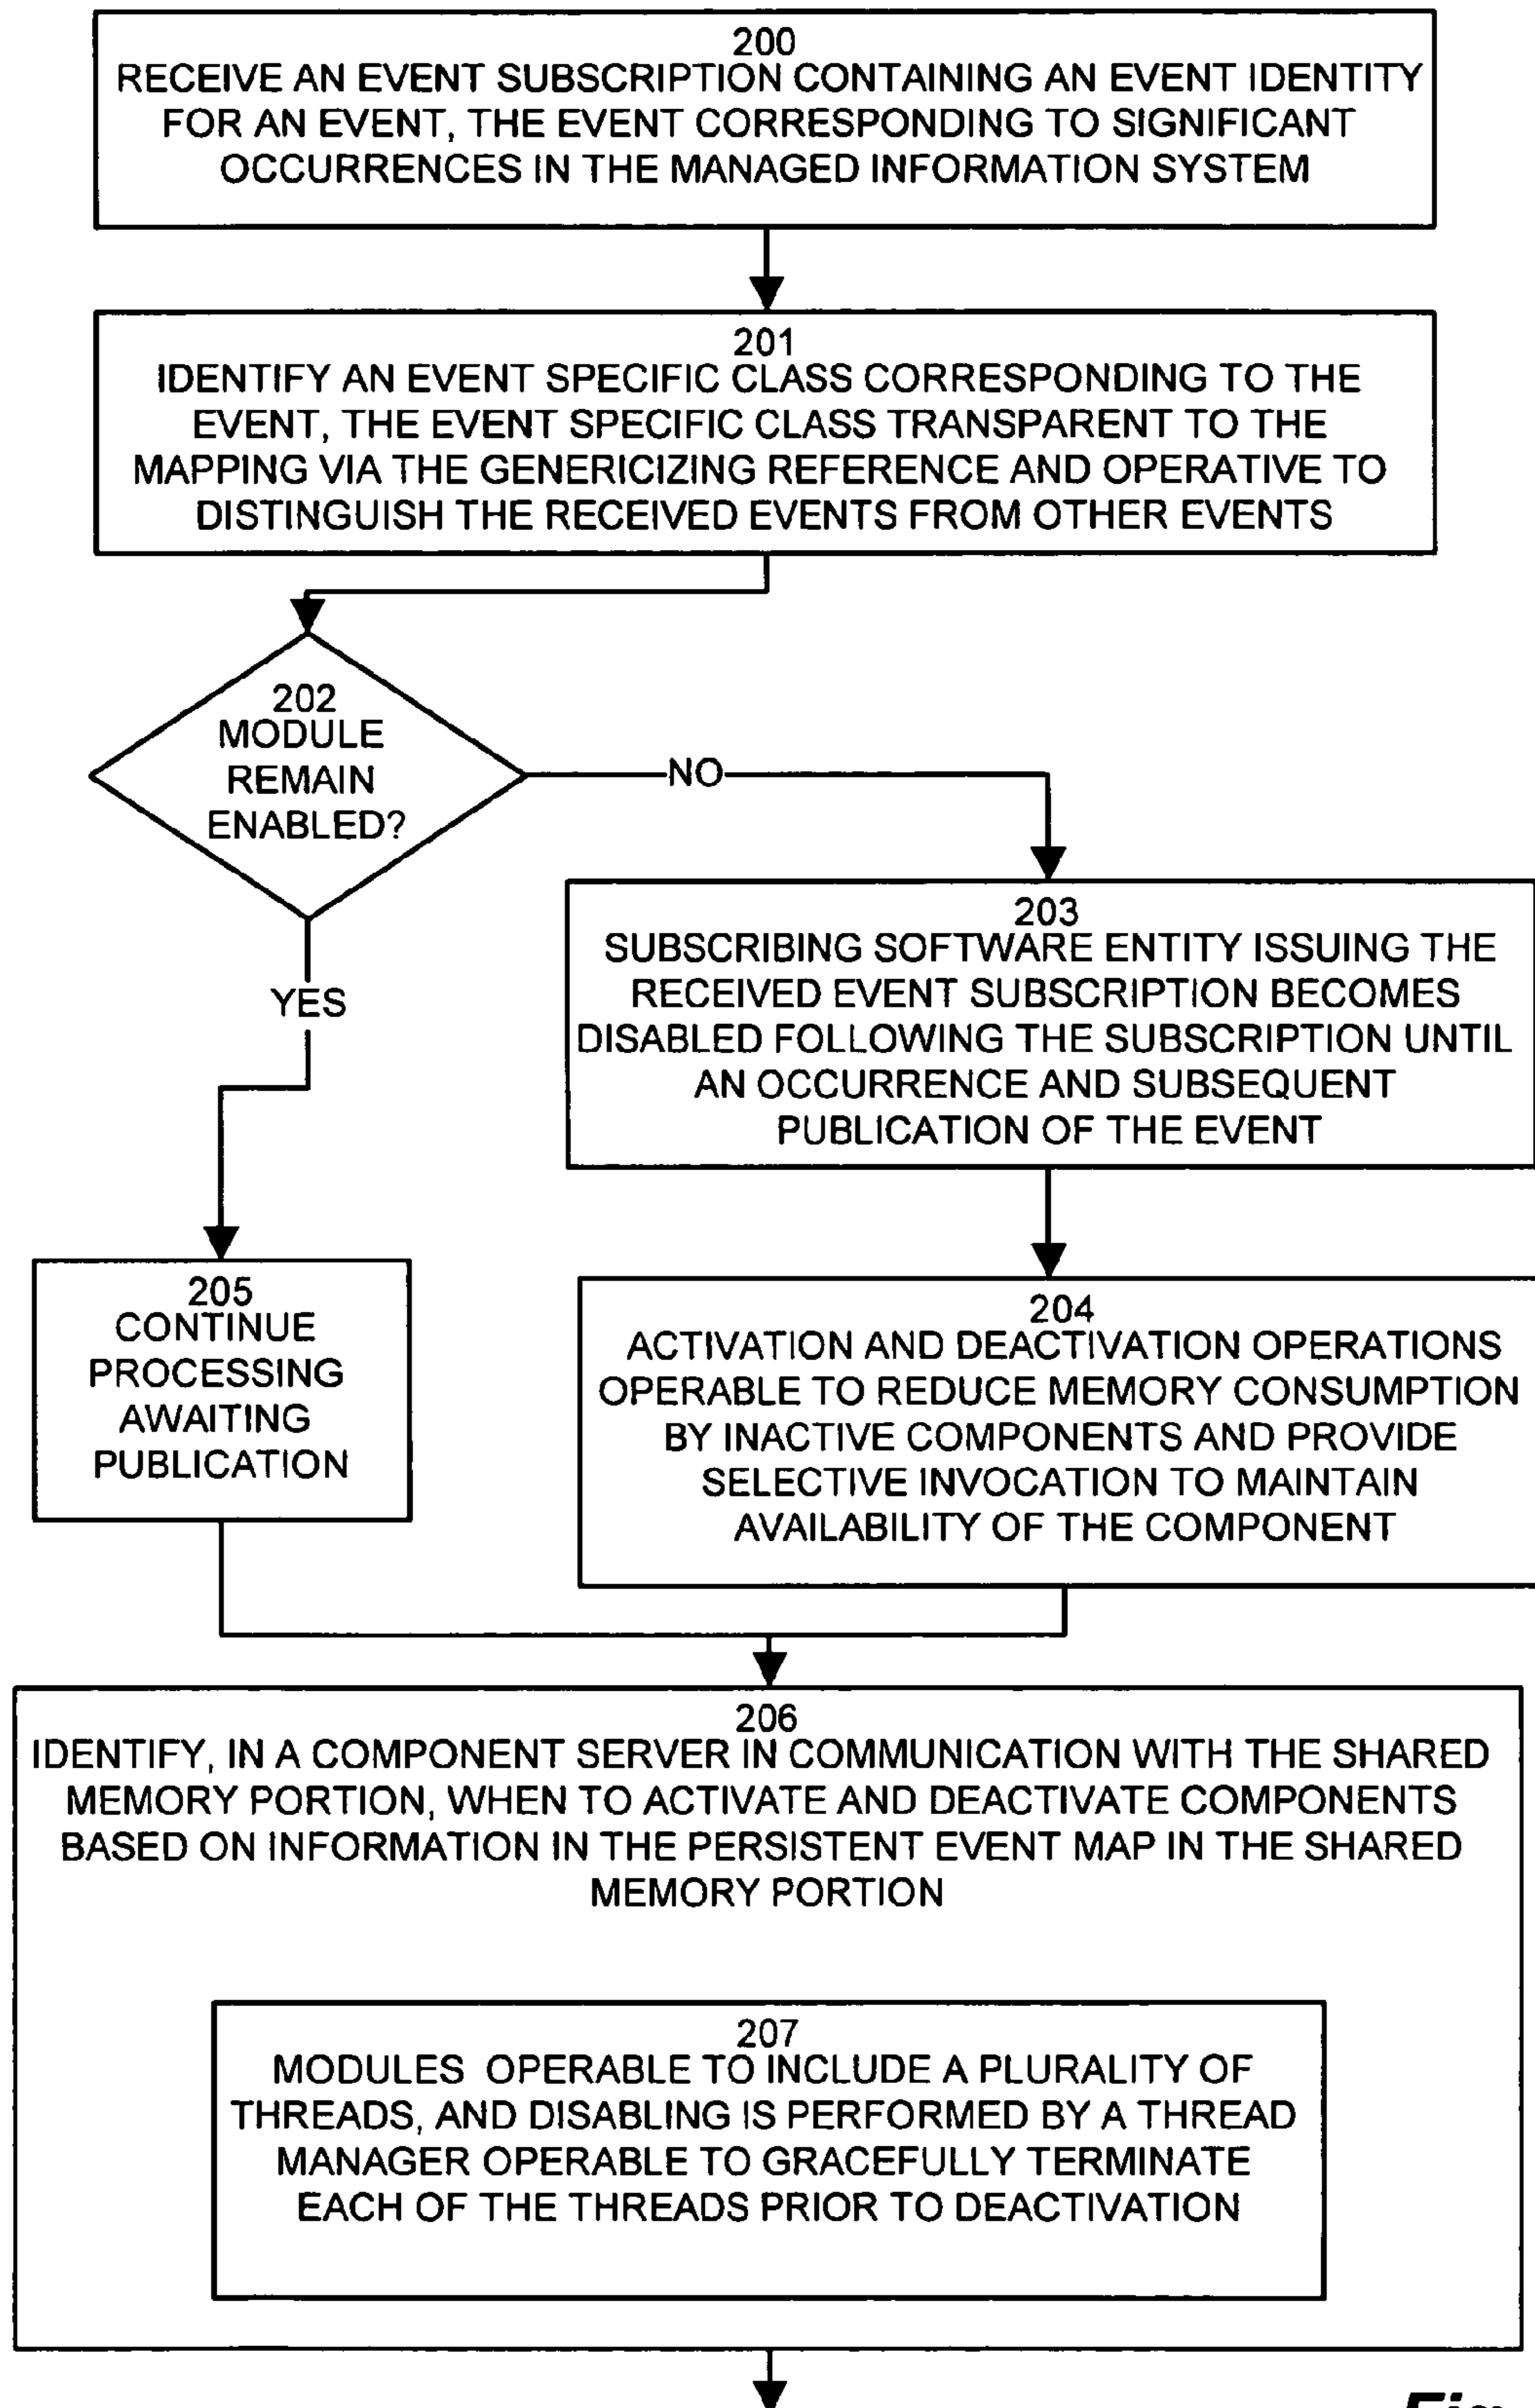 200
RECEIVE AN EVENT SUBSCRIPTION CONTAINING AN EVENT IDENTITY
FOR AN EVENT, THE EVENT CORRESPONDING TO SIGNIFICANT
OCCURRENCES IN THE MANAGED INFORMATION SYSTEM
201
IDENTIFY AN EVENT SPECIFIC CLASS CORRESPONDING TO THE
EVENT, THE EVENT SPECIFIC CLASS TRANSPARENT TO THE
MAPPING VIA THE GENERICIZING REFERENCE AND OPERATIVE TO
DISTINGUISH THE RECEIVED EVENTS FROM OTHER EVENTS
202
MODULE
REMAIN
ENABLED?
NO
YES
203
SUBSCRIBING SOFTWARE ENTITY ISSUING THE
RECEIVED EVENT SUBSCRIPTION BECOMES
DISABLED FOLLOWING THE SUBSCRIPTION UNTIL
AN OCCURRENCE AND SUBSEQUENT
PUBLICATION OF THE EVENT
205
CONTINUE
PROCESSING
AWAITING
PUBLICATION
204
ACTIVATION AND DEACTIVATION OPERATIONS
OPERABLE TO REDUCE MEMORY CONSUMPTION
BY INACTIVE COMPONENTS AND PROVIDE
SELECTIVE INVOCATION TO MAINTAIN
AVAILABILITY OF THE COMPONENT
206
IDENTIFY, IN A COMPONENT SERVER IN COMMUNICATION WITH THE SHARED
MEMORY PORTION, WHEN TO ACTIVATE AND DEACTIVATE COMPONENTS
BASED ON INFORMATION IN THE PERSISTENT EVENT MAP IN THE SHARED
MEMORY PORTION
207
MODULES OPERABLE TO INCLUDE A PLURALITY OF
THREADS, AND DISABLING IS PERFORMED BY A THREAD
MANAGER OPERABLE TO GRACEFULLY TERMINATE
EACH OF THE THREADS PRIOR TO DEACTIVATION